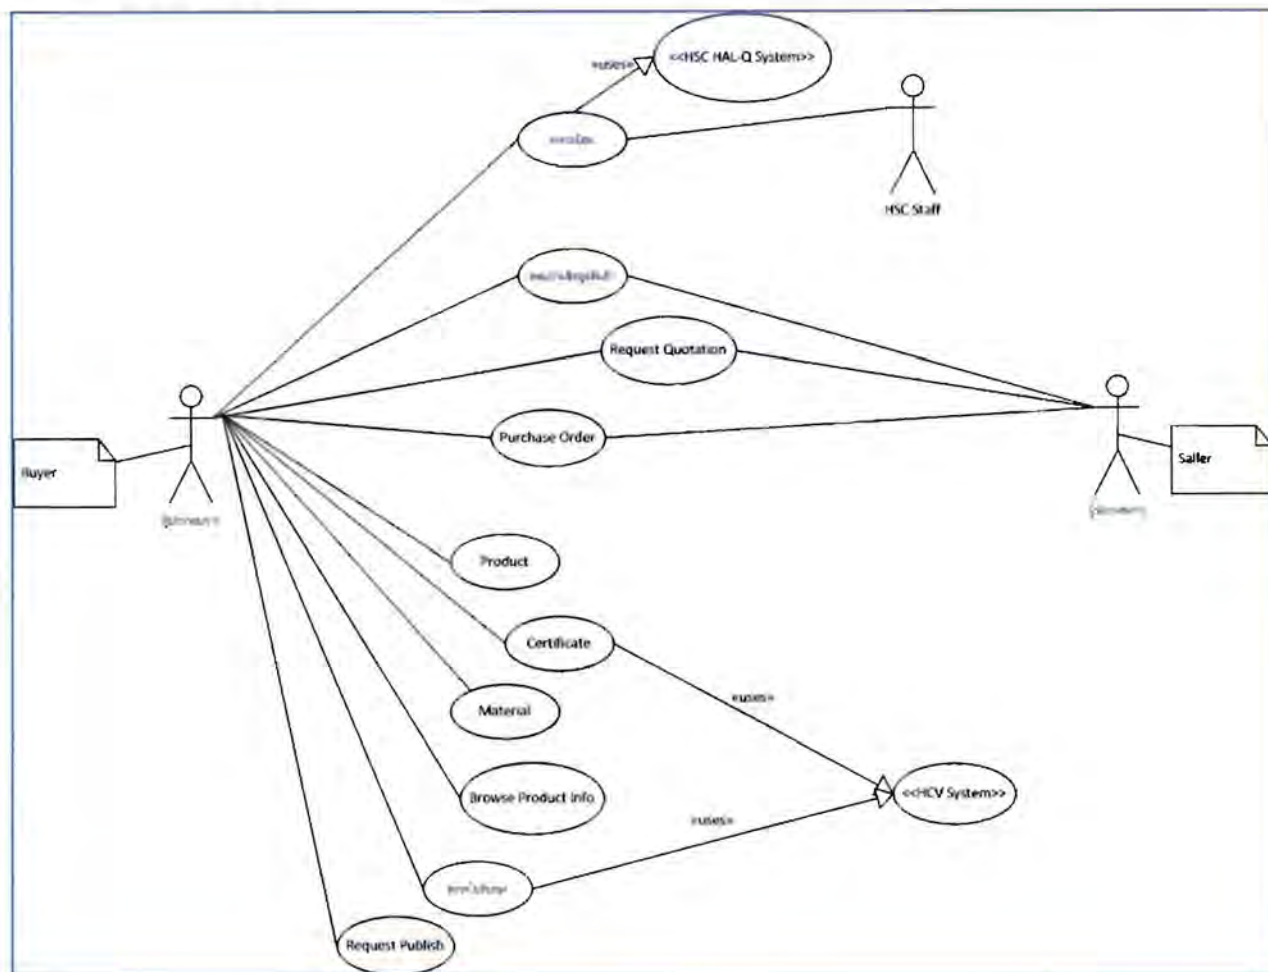 <<HSC HAL-Q System>>
«uses»
HSC Staff
Request Quotation
Purchase Order
Buyer
Saller
Product
Certificate
«uses»
Material
Browse Product Info
<<HCV System>>
«uses»
Request Publish